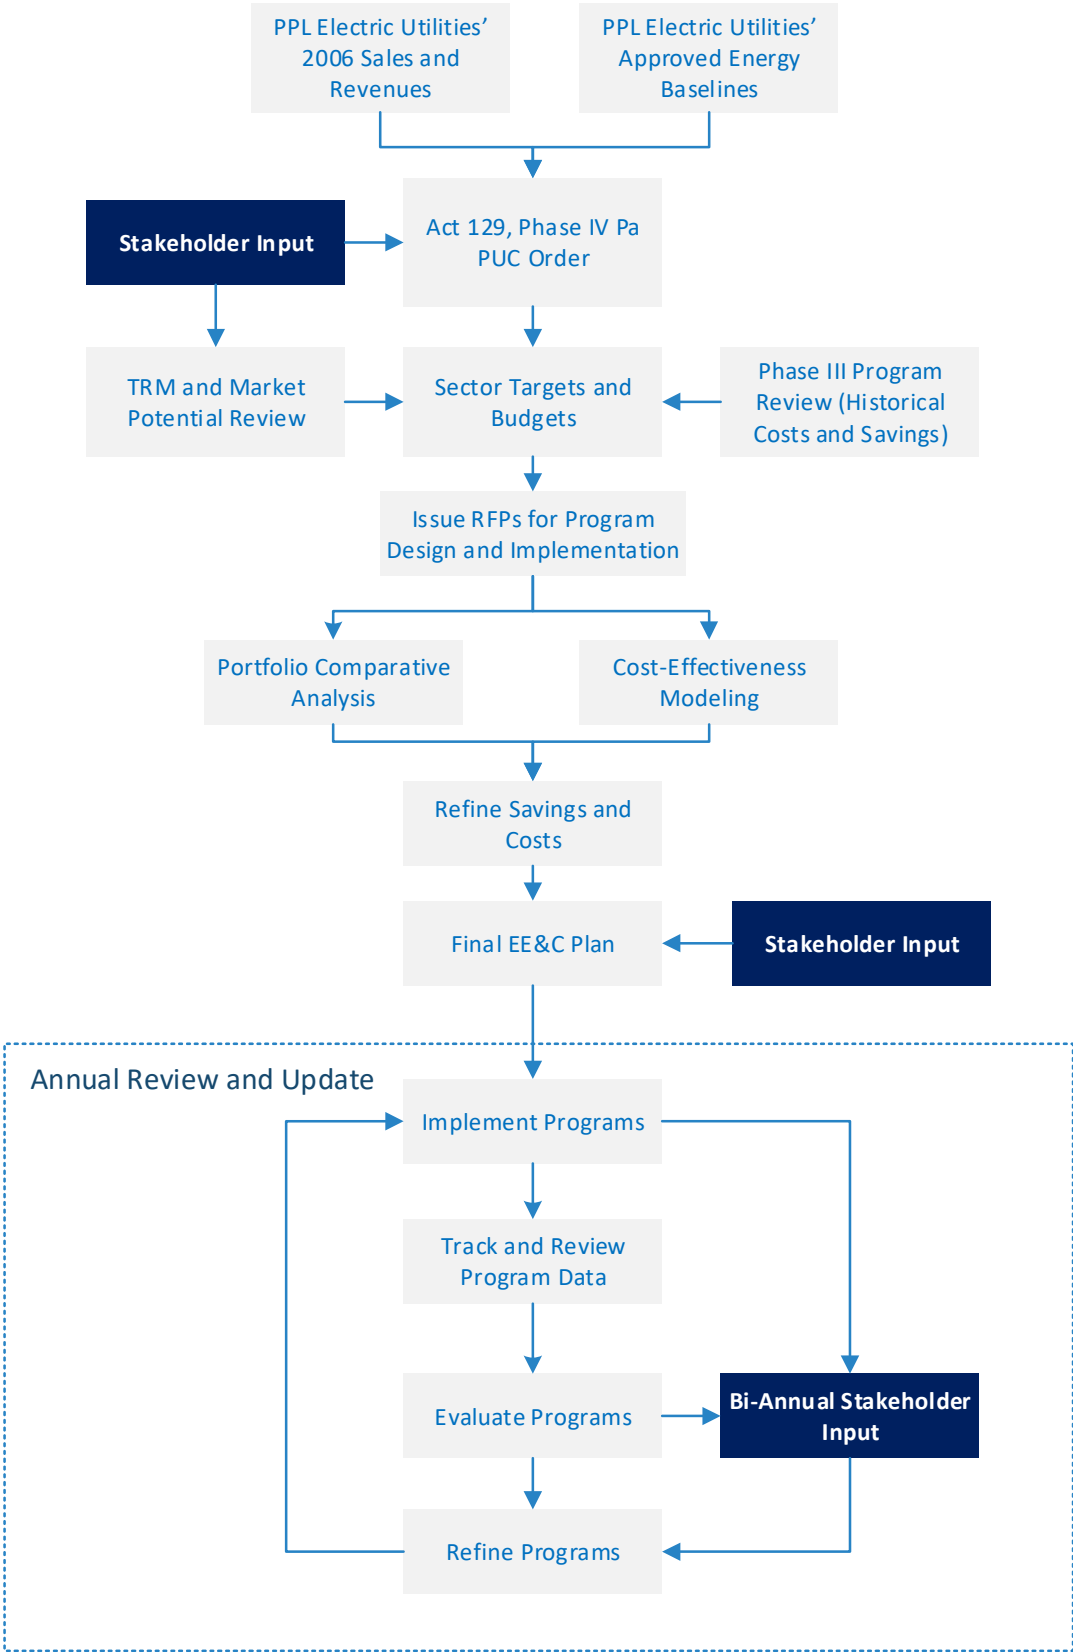 PPL Electric Utilities’
2006 Sales and
Revenues
PPL Electric Utilities’
Approved Energy
Baselines
Stakeholder Input
Act 129, Phase IV Pa
PUC Order
TRM and Market
Potential Review
Sector Targets and
Budgets
Phase III Program
Review (Historical
Costs and Savings)
Issue RFPs for Program
Design and Implementation
Portfolio Comparative
Analysis
Cost-Effectiveness
Modeling
Refine Savings and
Costs
Final EE&C Plan
Stakeholder Input
Annual Review and Update
Implement Programs
Track and Review
Program Data
Evaluate Programs
Bi-Annual Stakeholder
Input
Refine Programs